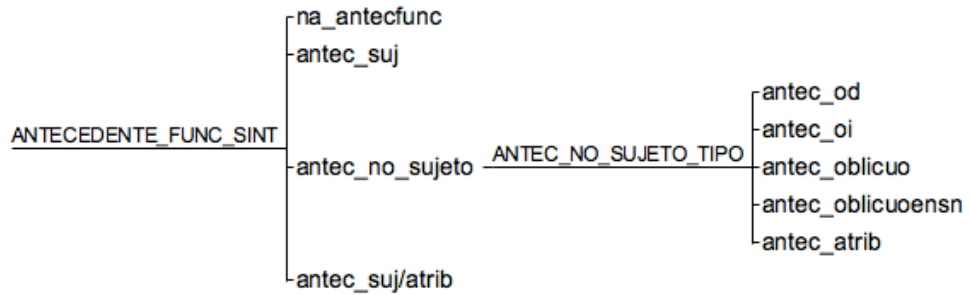 na_antecfunc
antec_suj
antec_od
ANTECEDENTE_FUNC_SINT
antec_oi
antec_no_sujeto
ANTEC_NO_SUJETO_TIPO
antec_oblicuo
antec_oblicuoensn
antec_atrib
antec_suj/atrib